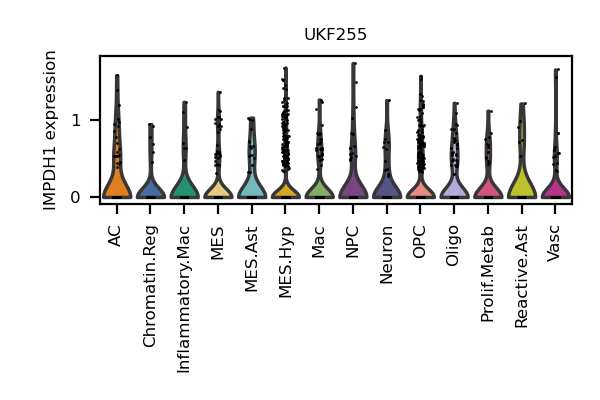 UKF255
IMPDH1 expression
1
0
AC
Chromatin.Reg
Inflammatory.Mac
MES
MES.Ast
MES.Hyp
Mac
NPC
Neuron
OPC
Oligo
Prolif.Metab
Reactive.Ast
Vasc